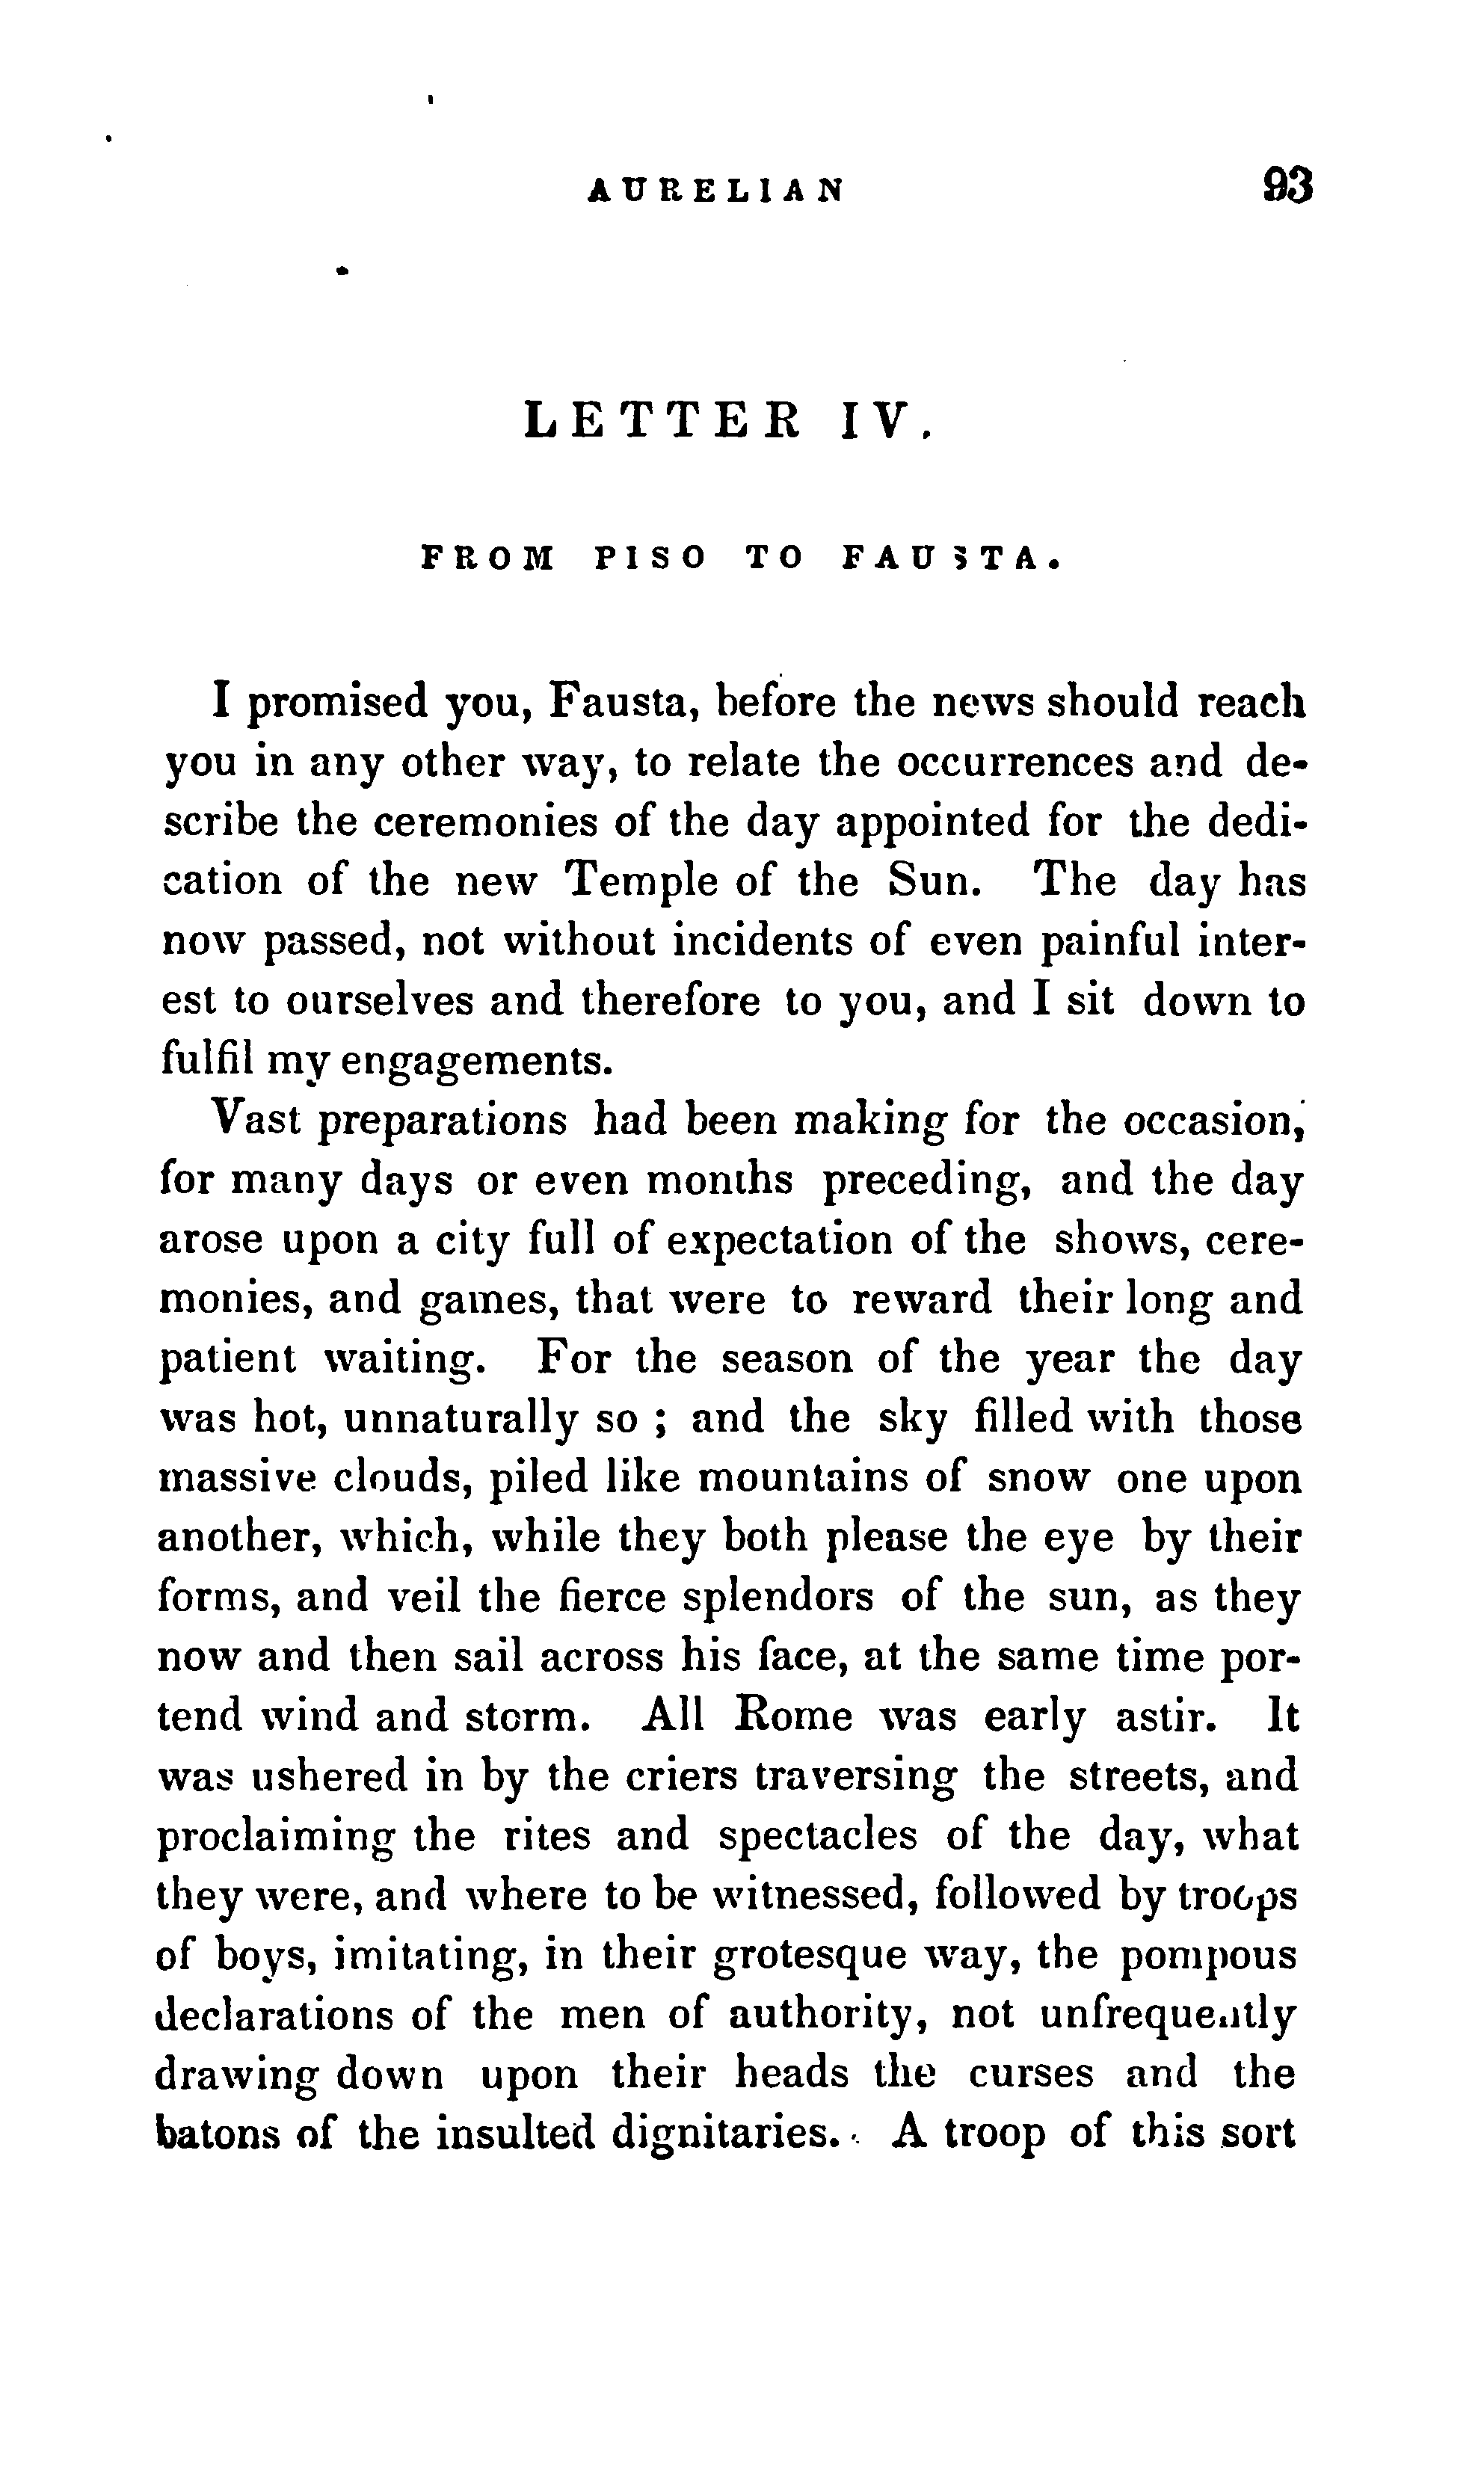 AURELIAN 93
LETTER IV.
FROM PISO TO FAUSTA.
I promised you, Fausta, before the news should reach
you in any other way, to relate the occurrences and de-
scribe the ceremonies of the day appointed for the dedi-
cation of the new Temple of the Sun. The day has
now passed, not without incidents of even painful inter-
est to ourselves and therefore to you, and I sit down to
fulfil my engagements.
Vast preparations had been making for the occasion,
for many days or even months preceding, and the day
arose upon a city full of expectation of the shows, cere-
monies, and games, that were to reward their long and
patient waiting. For the season of the year the day
was hot, unnaturally so ; and the sky filled with those
massive clouds, piled like mountains of snow one upon
another, which, while they both please the eye by their
forms, and veil the fierce splendors of the sun, as they
now and then sail across his face, at the same time por-
tend wind and storm. All Rome was early astir. It
was ushered in by the criers traversing the streets, and
proclaiming the rites and spectacles of the day, what
they were, and where to be witnessed, followed by troops
of boys, imitating, in their grotesque way, the pompous
declarations of the men of authority, not unfrequently
drawing down upon their heads the curses and the
batons of the insulted dignitaries. A troop of this sort